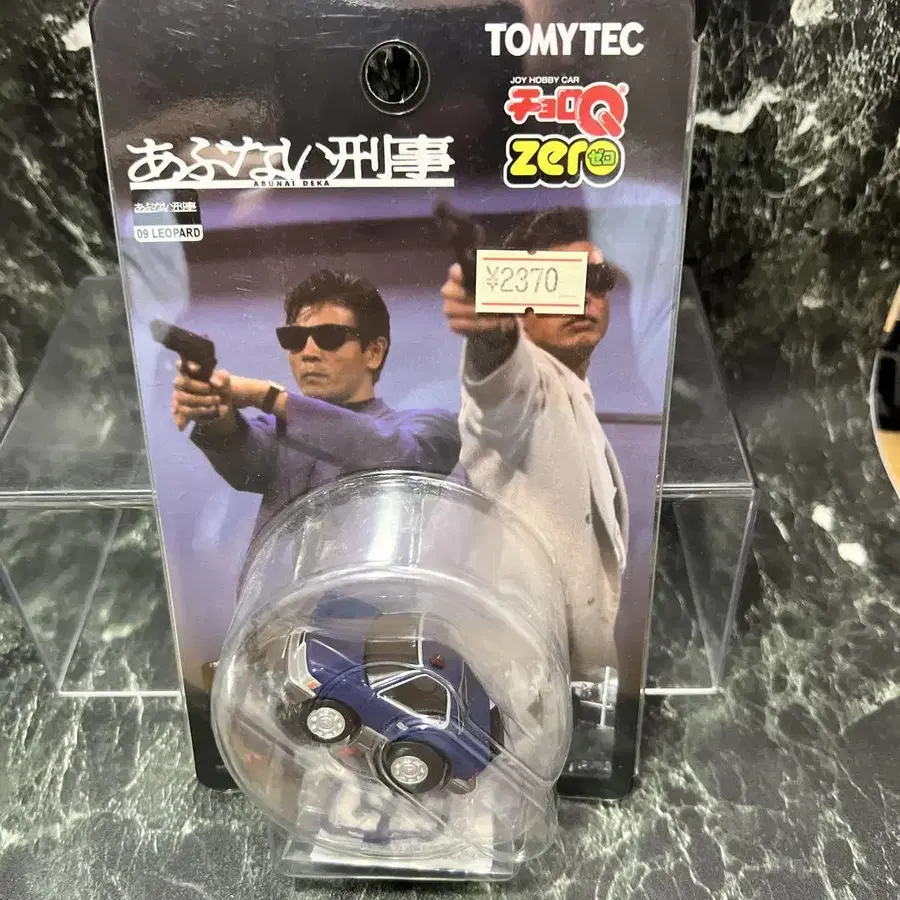 TOMYTEC
JOY HOBBY CAR
チョロQ
zero
ゼロ
あぶない刑事
ABUNAI DEKA
あぶない刑事
09 LEOPARD
¥2370